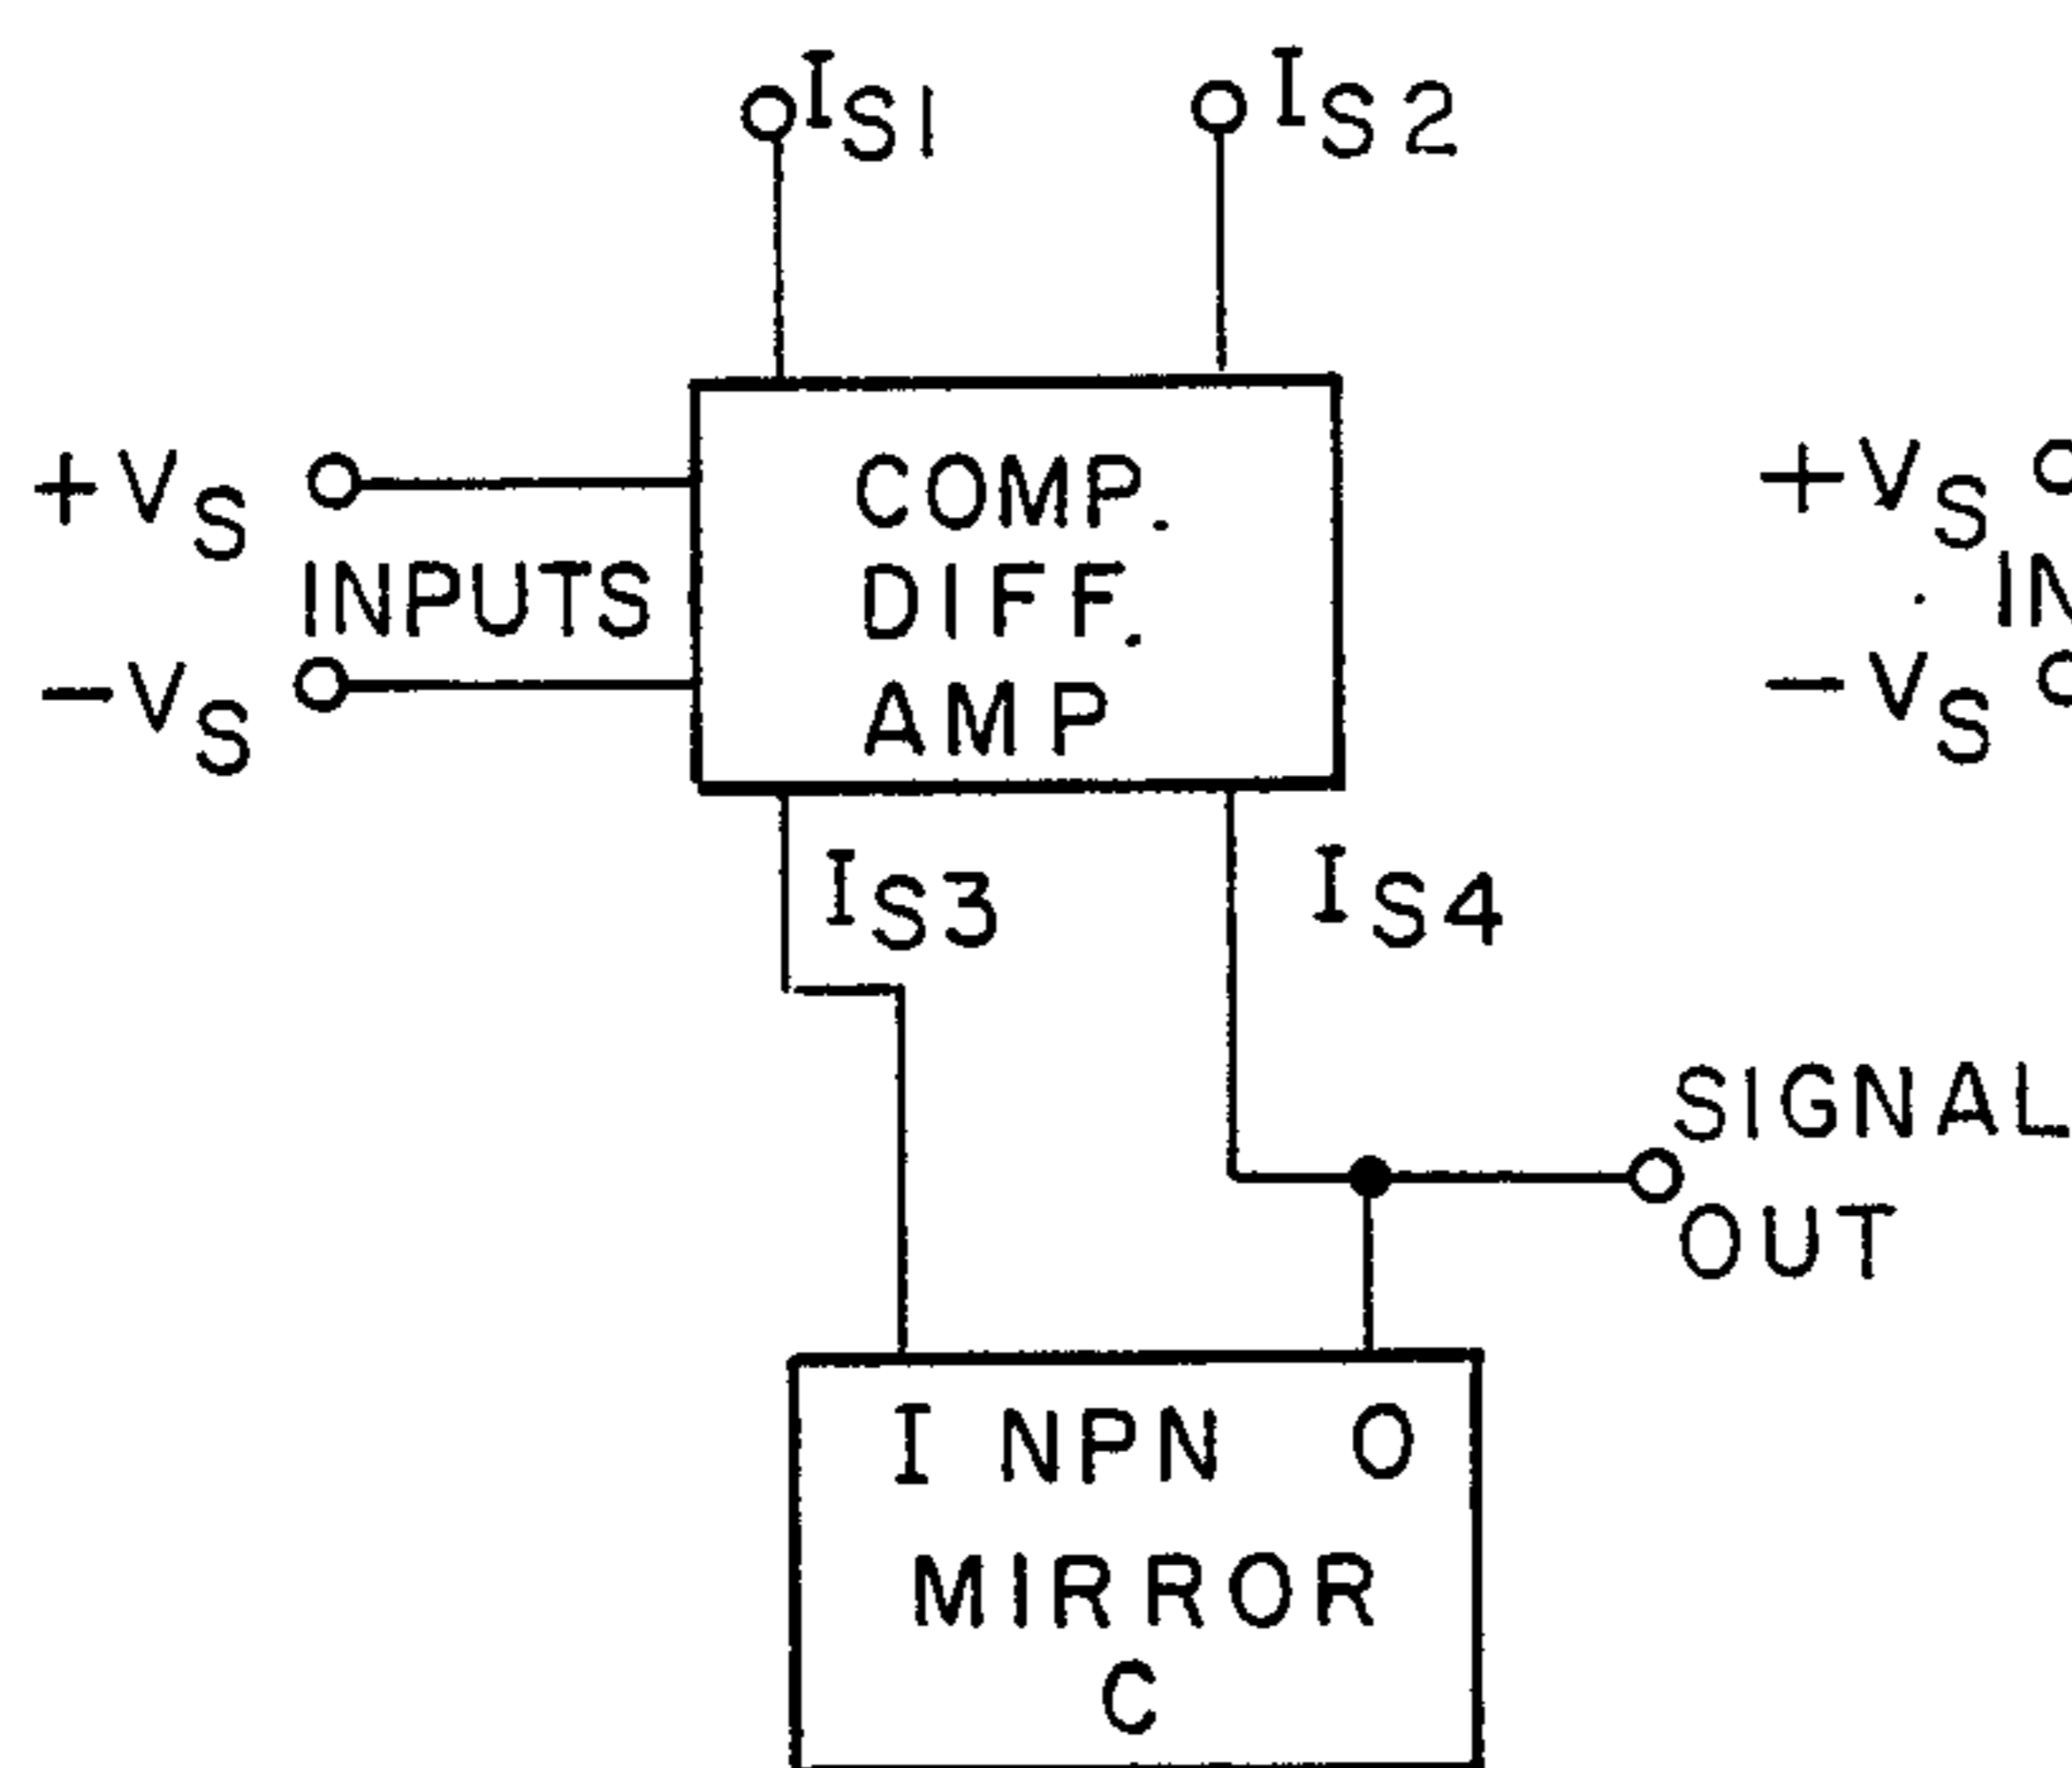 IS1
IS2
+VS
INPUTS
-VS
COMP.
DIFF.
AMP
+VS
-VS
IS3
IS4
SIGNAL
OUT
I NPN O
MIRROR
C